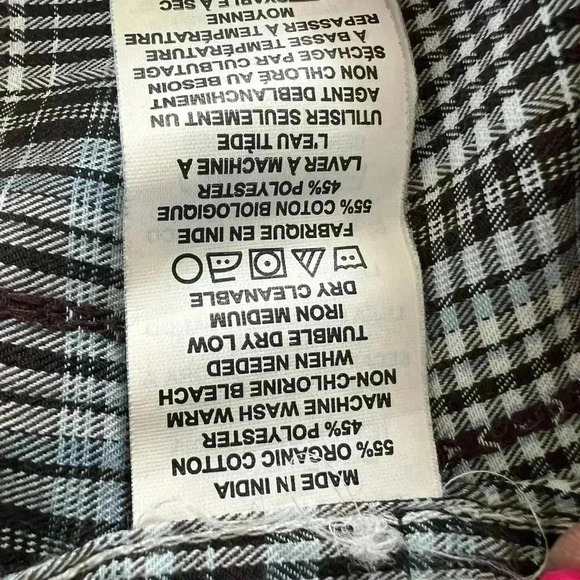 MADE IN INDIA
55% ORGANIC COTTON
45% POLYESTER
MACHINE WASH WARM
NON-CHLORINE BLEACH
WHEN NEEDED
TUMBLE DRY LOW
IRON MEDIUM
DRY CLEANABLE
FABRIQUE EN INDE
55% COTON BIOLOGIQUE
45% POLYESTER
LAVER À MACHINE À
L'EAU TIÈDE
UTILISER SEULEMENT UN
AGENT DEBLANCHIMENT
NON CHLORÉ AU BESOIN
SÉCHAGE PAR CULBUTAGE
À BASSE TEMPÉRATURE
REPASSER À TEMPÉRATURE
MOYENNE
À SEC